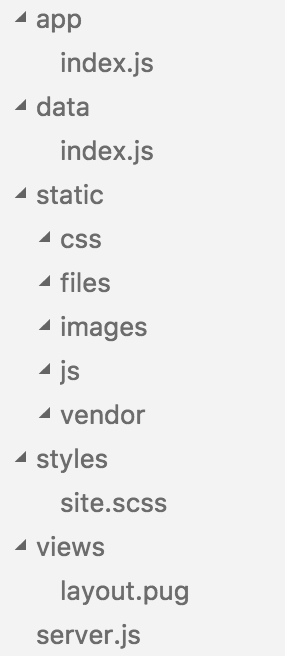 app
index.js
data
index.js
static
css
files
images
js
vendor
styles
site.scss
views
layout.pug
server.js